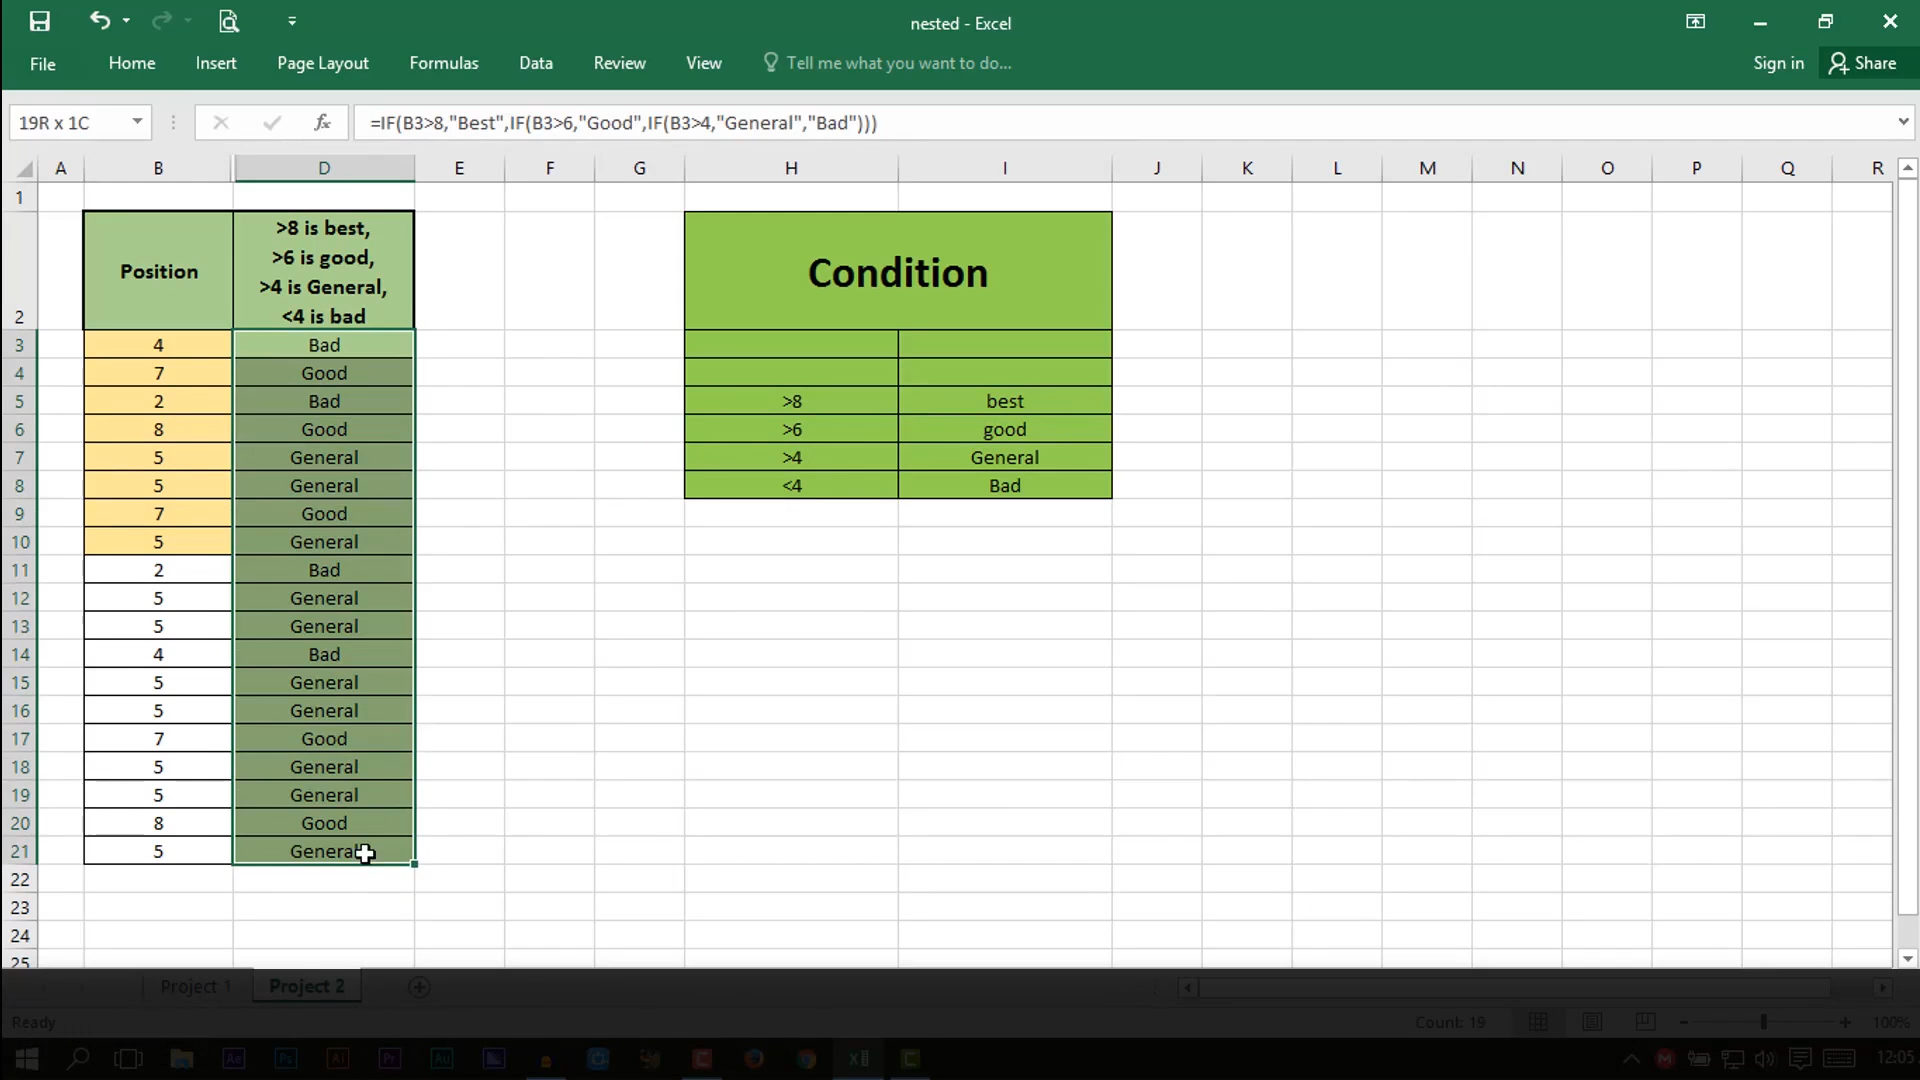 nested - Excel
File Home Insert Page Layout Formulas Data Review View Tell me what you want to do... Sign in Share
19R x 1C fx =IF(B3>8,"Best",IF(B3>6,"Good",IF(B3>4,"General","Bad")))
A B D E F G H I J K L M N O P Q R
1
>8 is best,
>6 is good,
Position Condition
>4 is General,
2 <4 is bad
3 4 Bad
4 7 Good
5 2 Bad >8 best
6 8 Good >6 good
7 5 General >4 General
8 5 General <4 Bad
9 7 Good
10 5 General
11 2 Bad
12 5 General
13 5 General
14 4 Bad
15 5 General
16 5 General
17 7 Good
18 5 General
19 5 General
20 8 Good
21 5 General
22
23
24
25
Project 1 Project 2
Ready Count: 19 100%
Ae Ps Ai Pr Au C M C 12:05